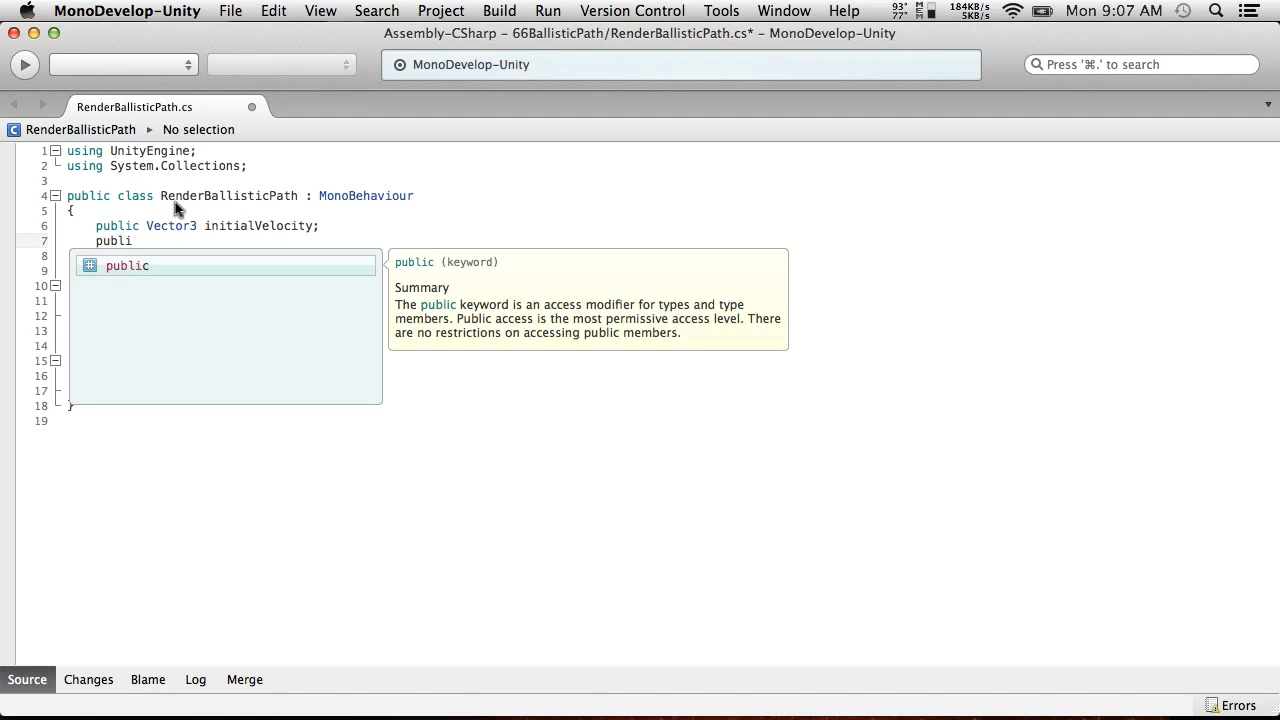 MonoDevelop-Unity File Edit View Search Project Build Run Version Control Tools Window Help 93° 77° M M 184KB/s 5KB/s Mon 9:07 AM
Assembly-CSharp – 66BallisticPath/RenderBallisticPath.cs* – MonoDevelop-Unity
MonoDevelop-Unity
Press '⌘.' to search
RenderBallisticPath.cs
RenderBallisticPath ▸ No selection
1 using UnityEngine;
2 using System.Collections;
3
4 public class RenderBallisticPath : MonoBehaviour
5 {
6 public Vector3 initialVelocity;
7 publi
8
9
10
11
12
13
14
15
16
17
18 }
19
public
public (keyword)
Summary
The public keyword is an access modifier for types and type
members. Public access is the most permissive access level. There
are no restrictions on accessing public members.
Source Changes Blame Log Merge
Errors